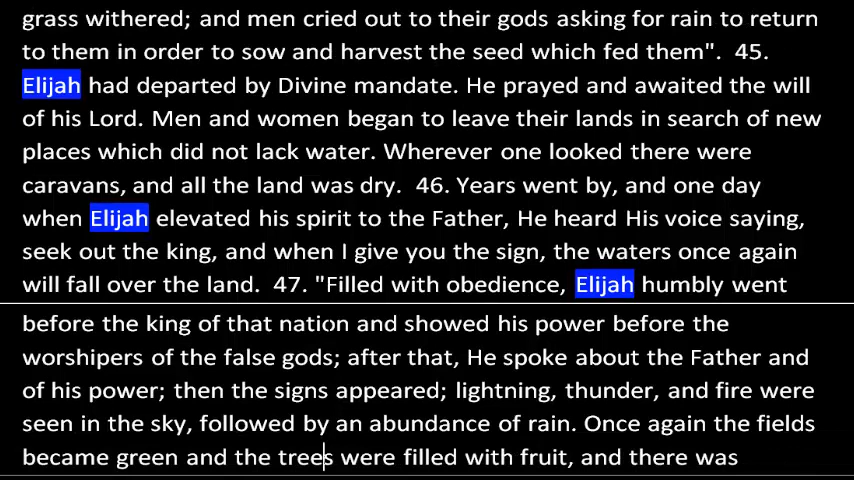 grass withered; and men cried out to their gods asking for rain to return
to them in order to sow and harvest the seed which fed them".  45.
Elijah had departed by Divine mandate. He prayed and awaited the will
of his Lord. Men and women began to leave their lands in search of new
places which did not lack water. Wherever one looked there were
caravans, and all the land was dry.  46. Years went by, and one day
when Elijah elevated his spirit to the Father, He heard His voice saying,
seek out the king, and when I give you the sign, the waters once again
will fall over the land.  47. "Filled with obedience, Elijah humbly went
before the king of that nation and showed his power before the
worshipers of the false gods; after that, He spoke about the Father and
of his power; then the signs appeared; lightning, thunder, and fire were
seen in the sky, followed by an abundance of rain. Once again the fields
became green and the trees were filled with fruit, and there was